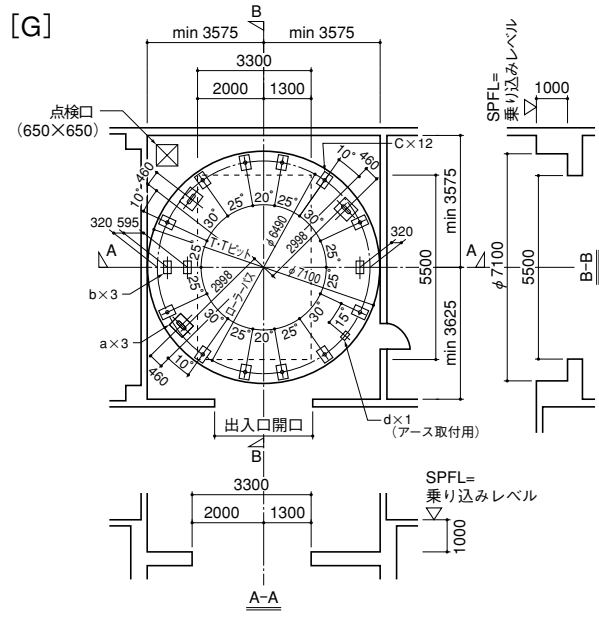 [G]
B
min 3575
min 3575
3300
2000
1300
点検口
（650×650）
SPFL=
乗り込みレベル
1000
C×12
10°
460
460
10°
25°
20°
25°
30°
30°
min 3575
320
595
T・Tピット
φ6490
2998
320
25°
25°
A
A
φ7100
5500
φ7100
5500
B-B
b×3
25°
25°
2998
ローラーパス
a×3
30°
25°
20°
25°
30
15°
min 3625
460
10°
d×1
（アース取付用）
出入口開口
B
3300
2000
1300
SPFL=
乗り込みレベル
1000
A-A